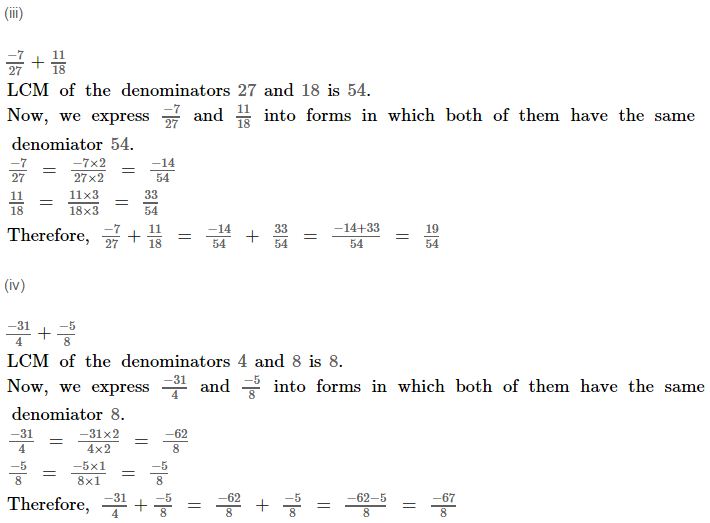 (iii)
\frac{-7}{27} + \frac{11}{18}
LCM of the denominators 27 and 18 is 54.
Now, we express \frac{-7}{27} and \frac{11}{18} into forms in which both of them have the same
denomiator 54.
\frac{-7}{27} = \frac{-7×2}{27×2} = \frac{-14}{54}
\frac{11}{18} = \frac{11×3}{18×3} = \frac{33}{54}
Therefore, \frac{-7}{27} + \frac{11}{18} = \frac{-14}{54} + \frac{33}{54} = \frac{-14+33}{54} = \frac{19}{54}
(iv)
\frac{-31}{4} + \frac{-5}{8}
LCM of the denominators 4 and 8 is 8.
Now, we express \frac{-31}{4} and \frac{-5}{8} into forms in which both of them have the same
denomiator 8.
\frac{-31}{4} = \frac{-31×2}{4×2} = \frac{-62}{8}
\frac{-5}{8} = \frac{-5×1}{8×1} = \frac{-5}{8}
Therefore, \frac{-31}{4} + \frac{-5}{8} = \frac{-62}{8} + \frac{-5}{8} = \frac{-62-5}{8} = \frac{-67}{8}